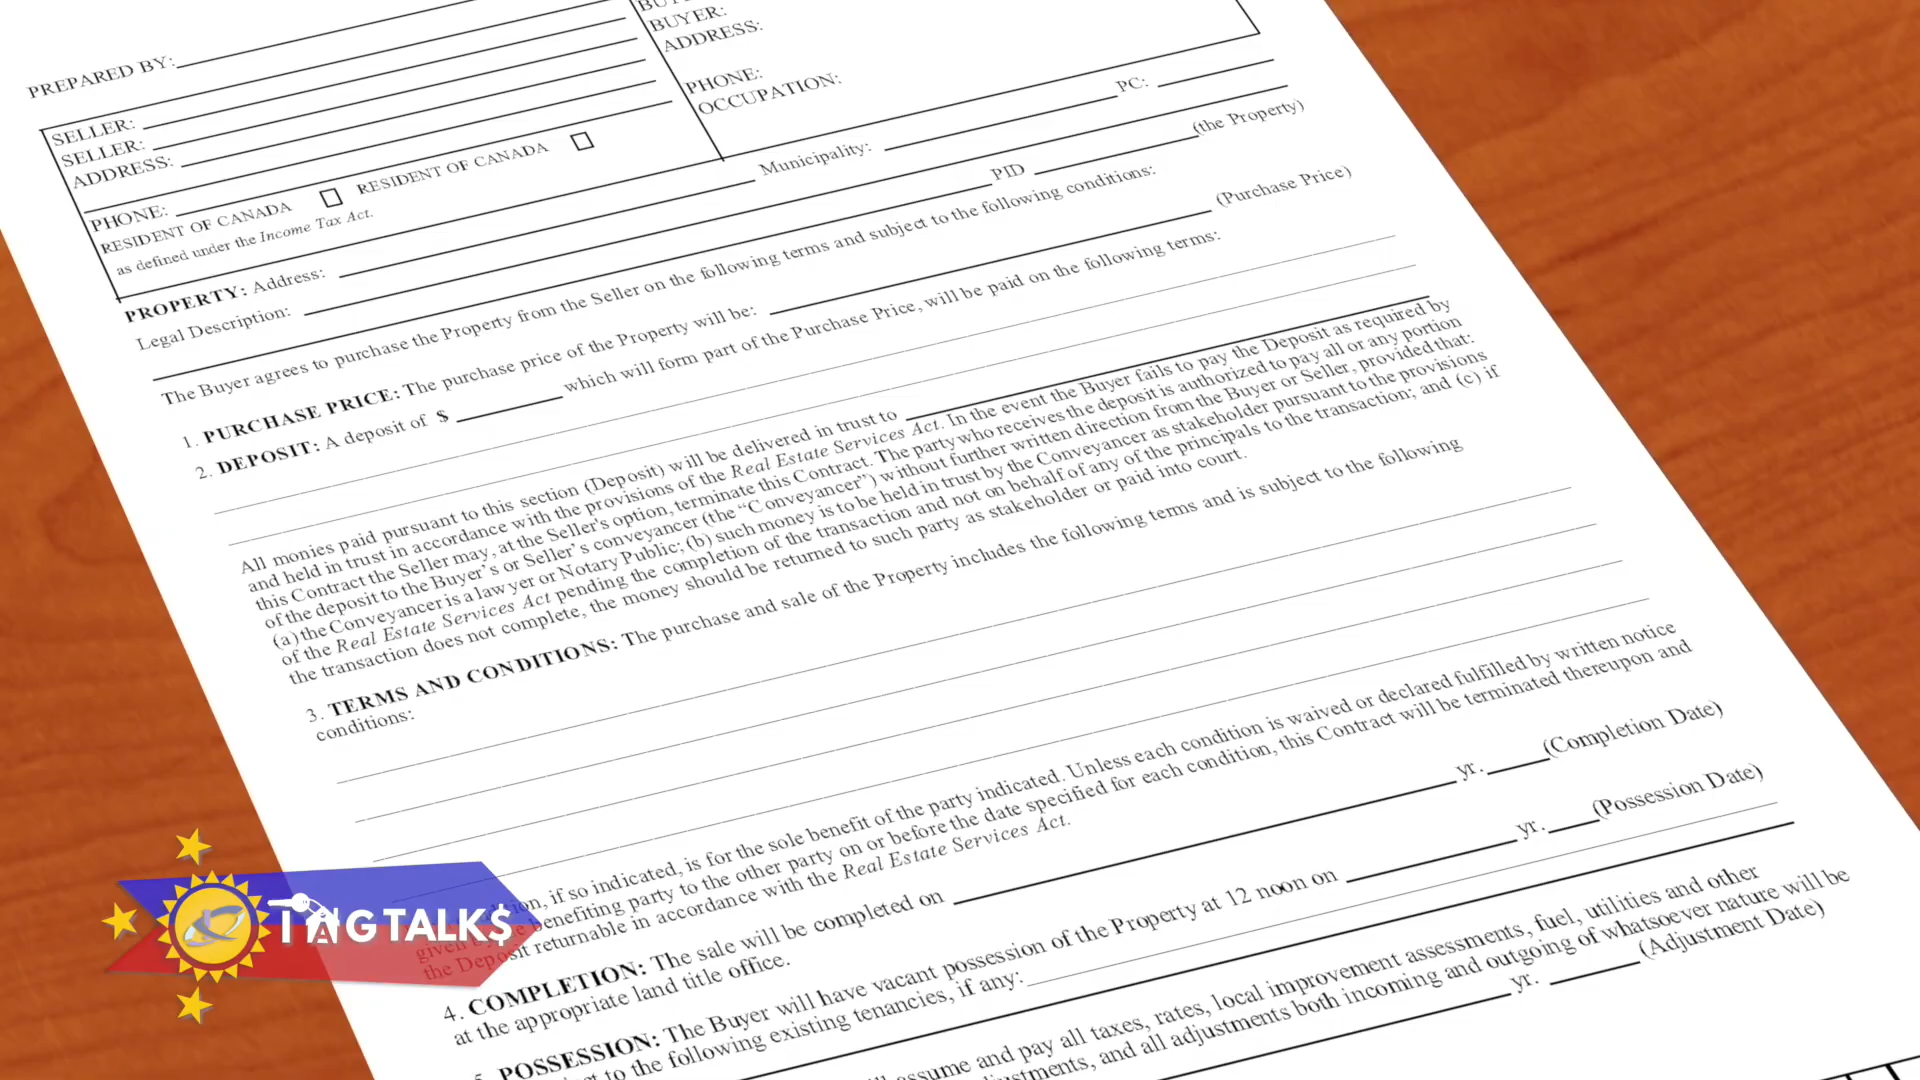 PREPARED BY:
SELLER:
SELLER:
ADDRESS:
PHONE:
RESIDENT OF CANADA
RESIDENT OF CANADA
as defined under the Income Tax Act.
BUYER:
ADDRESS:
PHONE:
OCCUPATION:
PROPERTY: Address: Municipality: PC:
Legal Description: PID (the Property)
The Buyer agrees to purchase the Property from the Seller on the following terms and subject to the following conditions:
1. PURCHASE PRICE: The purchase price of the Property will be: (Purchase Price)
2. DEPOSIT: A deposit of $ which will form part of the Purchase Price, will be paid on the following terms:
All monies paid pursuant to this section (Deposit) will be delivered in trust to
and held in trust in accordance with the provisions of the Real Estate Services Act. In the event the Buyer fails to pay the Deposit as required by
this Contract the Seller may, at the Seller's option, terminate this Contract. The party who receives the deposit is authorized to pay all or any portion
of the deposit to the Buyer's or Seller's conveyancer (the “Conveyancer”) without further written direction from the Buyer or Seller, provided that:
(a) the Conveyancer is a lawyer or Notary Public; (b) such money is to be held in trust by the Conveyancer as stakeholder pursuant to the provisions
of the Real Estate Services Act pending the completion of the transaction and not on behalf of any of the principals to the transaction; and (c) if
the transaction does not complete, the money should be returned to such party as stakeholder or paid into court.
3. TERMS AND CONDITIONS: The purchase and sale of the Property includes the following terms and is subject to the following
conditions:
, if so indicated, is for the sole benefit of the party indicated. Unless each condition is waived or declared fulfilled by written notice
given by the benefiting party to the other party on or before the date specified for each condition, this Contract will be terminated thereupon and
the Deposit returnable in accordance with the Real Estate Services Act.
4. COMPLETION: The sale will be completed on yr. (Completion Date)
at the appropriate land title office.
5. POSSESSION: The Buyer will have vacant possession of the Property at 12 noon on yr. (Possession Date)
to the following existing tenancies, if any:
assume and pay all taxes, rates, local improvement assessments, fuel, utilities and other
and all adjustments both incoming and outgoing of whatsoever nature will be
yr. (Adjustment Date)
TALK$